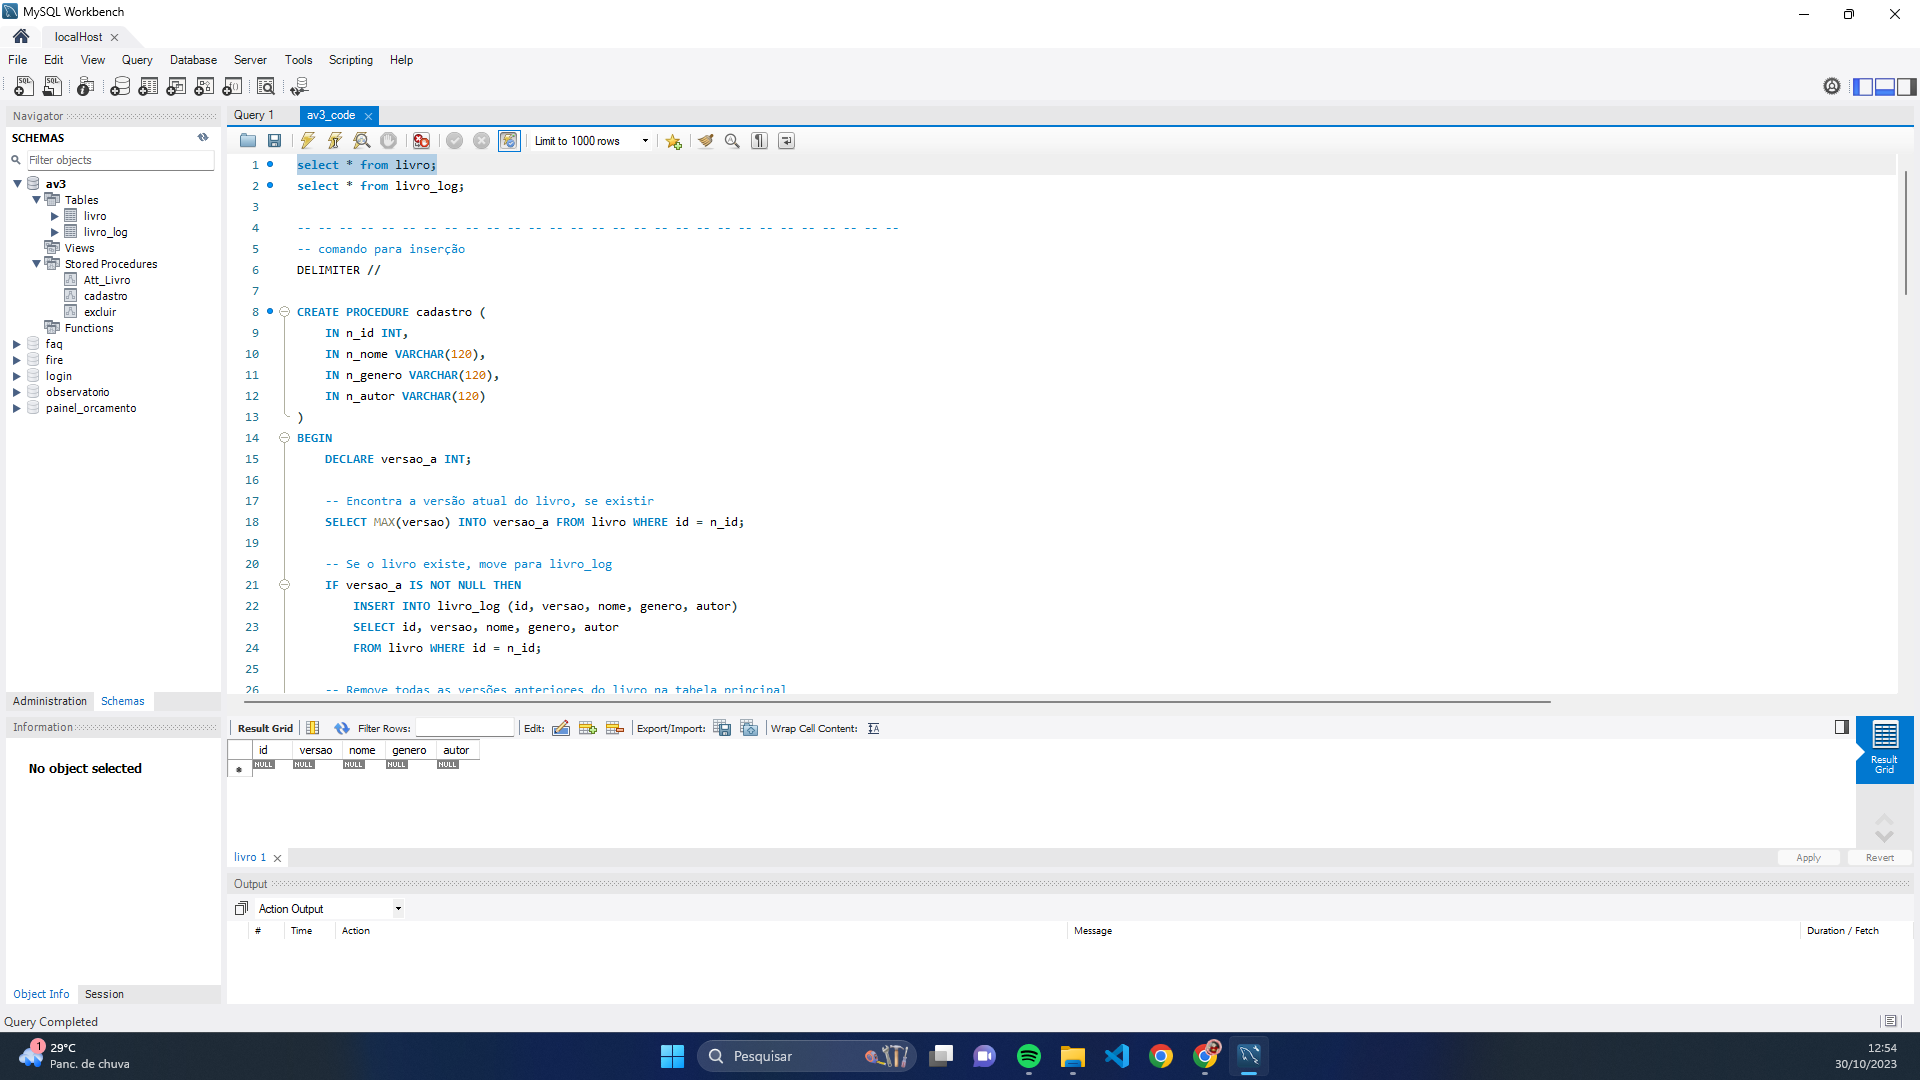 MySQL Workbench
localHost
File Edit View Query Database Server Tools Scripting Help
Navigator
SCHEMAS
Filter objects
av3
Tables
livro
livro_log
Views
Stored Procedures
Att_Livro
cadastro
excluir
Functions
faq
fire
login
observatorio
painel_orcamento
Administration Schemas
Information
No object selected
Object Info Session
Query 1 av3_code
Limit to 1000 rows
1 select * from livro;
2 select * from livro_log;
3
4 -- -- -- -- -- -- -- -- -- -- -- -- -- -- -- -- -- -- -- -- -- -- -- -- -- -- -- -- --
5 -- comando para inserção
6 DELIMITER //
7
8 CREATE PROCEDURE cadastro (
9 IN n_id INT,
10 IN n_nome VARCHAR(120),
11 IN n_genero VARCHAR(120),
12 IN n_autor VARCHAR(120)
13 )
14 BEGIN
15 DECLARE versao_a INT;
16
17 -- Encontra a versão atual do livro, se existir
18 SELECT MAX(versao) INTO versao_a FROM livro WHERE id = n_id;
19
20 -- Se o livro existe, move para livro_log
21 IF versao_a IS NOT NULL THEN
22 INSERT INTO livro_log (id, versao, nome, genero, autor)
23 SELECT id, versao, nome, genero, autor
24 FROM livro WHERE id = n_id;
25
26 -- Remove todas as versões anteriores do livro na tabela principal
Result Grid Filter Rows: Edit: Export/Import: Wrap Cell Content:
id versao nome genero autor
NULL NULL NULL NULL NULL
Result
Grid
livro 1
Apply Revert
Output
Action Output
# Time Action Message Duration / Fetch
Query Completed
1
29°C
Panc. de chuva
Pesquisar
12:54
30/10/2023